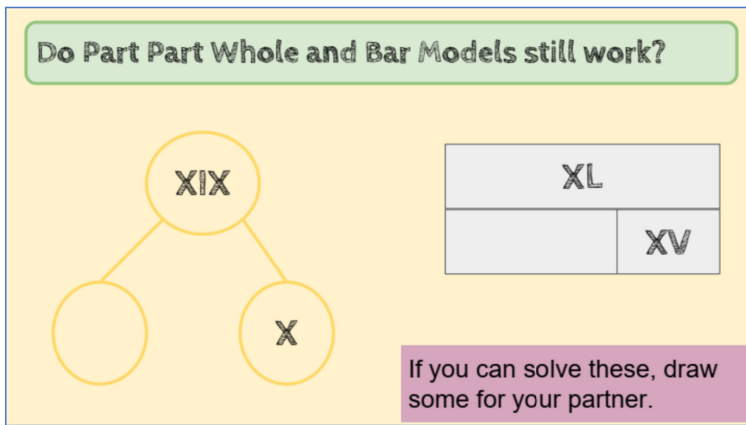 Do Part Part Whole and Bar Models still work?
XIX
X
XL
XV
If you can solve these, draw
some for your partner.